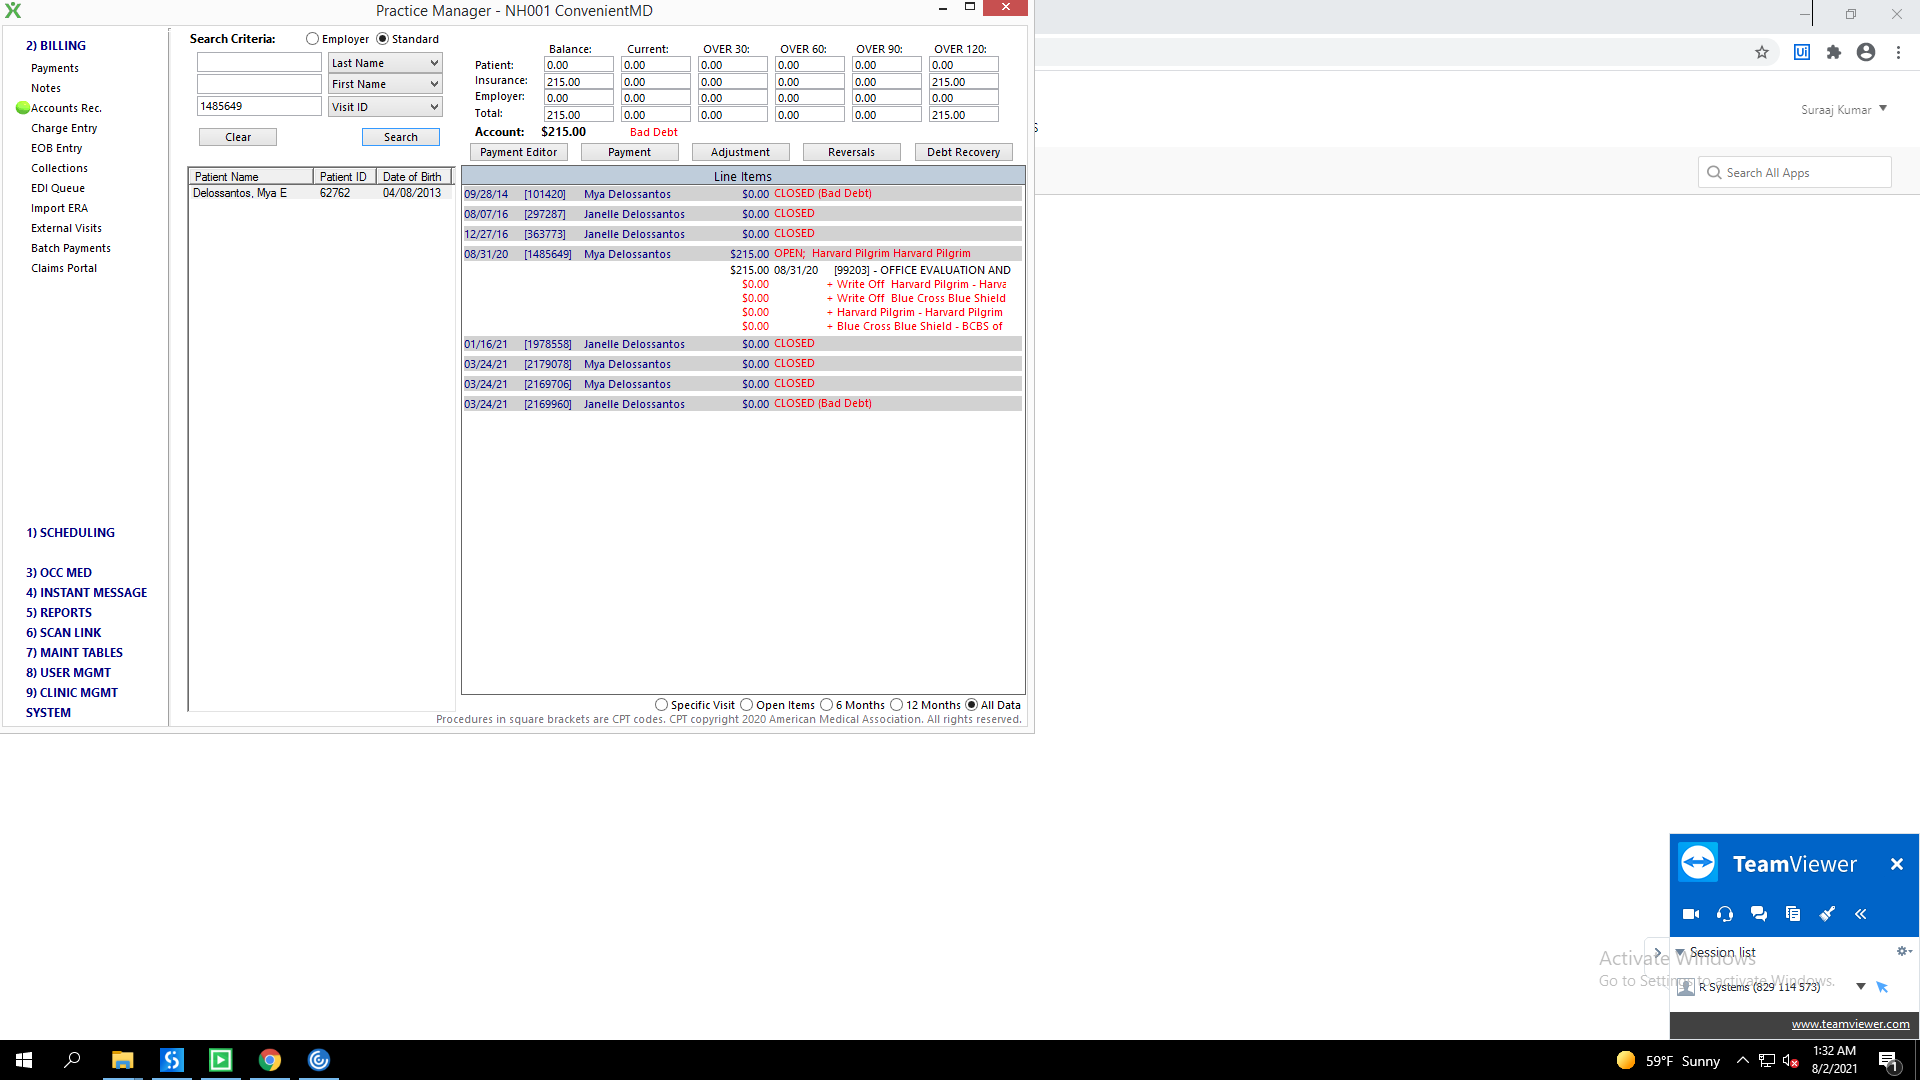 Practice Manager - NH001 ConvenientMD
2) BILLING
Payments
Notes
Accounts Rec.
Charge Entry
EOB Entry
Collections
EDI Queue
Import ERA
External Visits
Batch Payments
Claims Portal
1) SCHEDULING
3) OCC MED
4) INSTANT MESSAGE
5) REPORTS
6) SCAN LINK
7) MAINT TABLES
8) USER MGMT
9) CLINIC MGMT
SYSTEM
Search Criteria: Employer Standard
Last Name
First Name
1485649 Visit ID
Clear Search
Patient Name Patient ID Date of Birth
Delossantos, Mya E 62762 04/08/2013
Balance: Current: OVER 30: OVER 60: OVER 90: OVER 120:
Patient: 0.00 0.00 0.00 0.00 0.00 0.00
Insurance: 215.00 0.00 0.00 0.00 0.00 215.00
Employer: 0.00 0.00 0.00 0.00 0.00 0.00
Total: 215.00 0.00 0.00 0.00 0.00 215.00
Account: $215.00 Bad Debt
Payment Editor Payment Adjustment Reversals Debt Recovery
Line Items
09/28/14 [101420] Mya Delossantos $0.00 CLOSED (Bad Debt)
08/07/16 [297287] Janelle Delossantos $0.00 CLOSED
12/27/16 [363773] Janelle Delossantos $0.00 CLOSED
08/31/20 [1485649] Mya Delossantos $215.00 OPEN; Harvard Pilgrim Harvard Pilgrim
$215.00 08/31/20 [99203] - OFFICE EVALUATION AND
$0.00 + Write Off Harvard Pilgrim - Harva
$0.00 + Write Off Blue Cross Blue Shield
$0.00 + Harvard Pilgrim - Harvard Pilgrim
$0.00 + Blue Cross Blue Shield - BCBS of
01/16/21 [1978558] Janelle Delossantos $0.00 CLOSED
03/24/21 [2179078] Mya Delossantos $0.00 CLOSED
03/24/21 [2169706] Mya Delossantos $0.00 CLOSED
03/24/21 [2169960] Janelle Delossantos $0.00 CLOSED (Bad Debt)
Specific Visit Open Items 6 Months 12 Months All Data
Procedures in square brackets are CPT codes. CPT copyright 2020 American Medical Association. All rights reserved.
Ui
Suraaj Kumar
s
Search All Apps
TeamViewer
Session list
R Systems (829 114 573)
www.teamviewer.com
Activate Windows
Go to Settings to activate Windows.
59°F Sunny
1:32 AM
8/2/2021
1